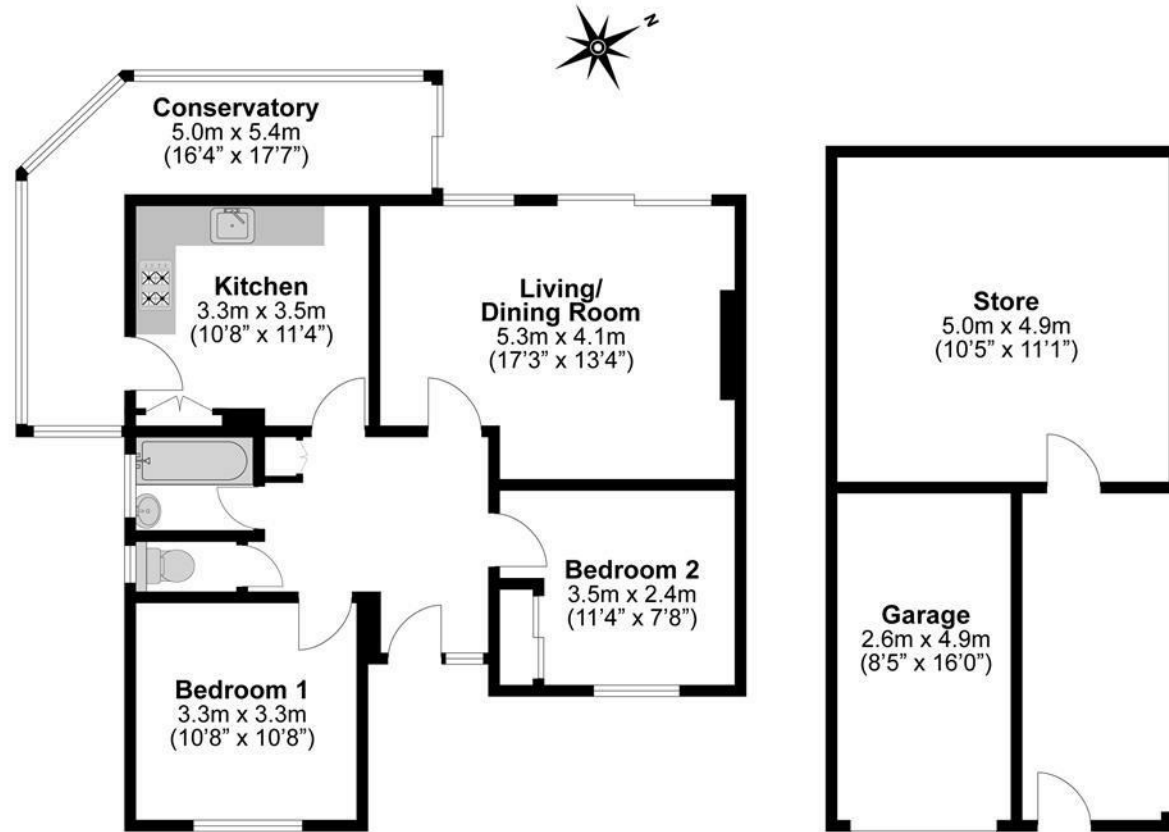 N
Conservatory
5.0m x 5.4m
(16'4” x 17'7”)
Kitchen
3.3m x 3.5m
(10'8” x 11'4”)
Living/
Dining Room
5.3m x 4.1m
(17'3” x 13'4”)
Store
5.0m x 4.9m
(10'5” x 11'1”)
Bedroom 2
3.5m x 2.4m
(11'4” x 7'8”)
Garage
2.6m x 4.9m
(8'5” x 16'0”)
Bedroom 1
3.3m x 3.3m
(10'8” x 10'8”)